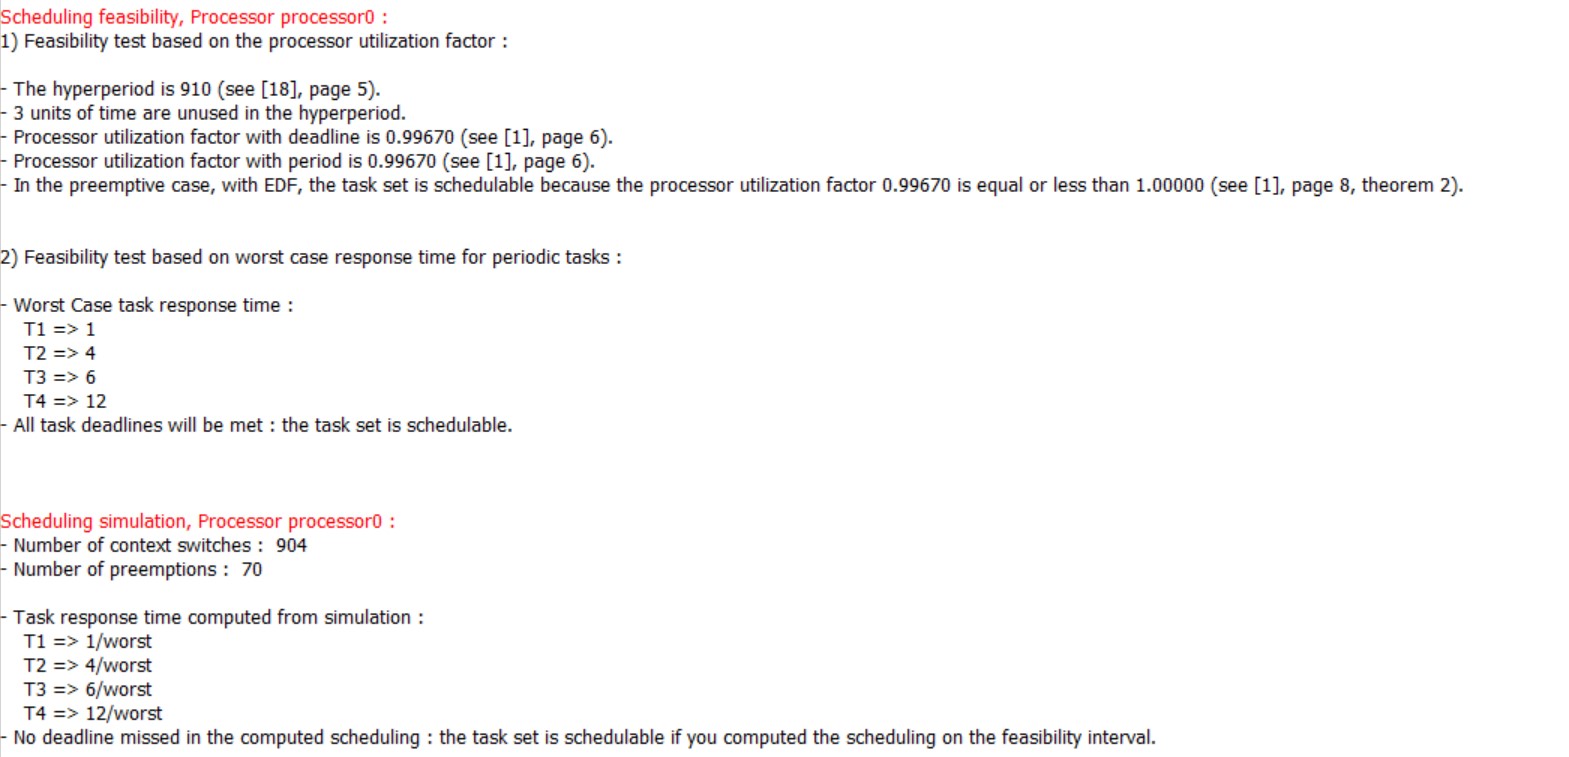 Scheduling feasibility, Processor processor0 :
1) Feasibility test based on the processor utilization factor :
- The hyperperiod is 910 (see [18], page 5).
- 3 units of time are unused in the hyperperiod.
- Processor utilization factor with deadline is 0.99670 (see [1], page 6).
- Processor utilization factor with period is 0.99670 (see [1], page 6).
- In the preemptive case, with EDF, the task set is schedulable because the processor utilization factor 0.99670 is equal or less than 1.00000 (see [1], page 8, theorem 2).
2) Feasibility test based on worst case response time for periodic tasks :
- Worst Case task response time :
T1 => 1
T2 => 4
T3 => 6
T4 => 12
- All task deadlines will be met : the task set is schedulable.
Scheduling simulation, Processor processor0 :
- Number of context switches :  904
- Number of preemptions :  70
- Task response time computed from simulation :
T1 => 1/worst
T2 => 4/worst
T3 => 6/worst
T4 => 12/worst
- No deadline missed in the computed scheduling : the task set is schedulable if you computed the scheduling on the feasibility interval.